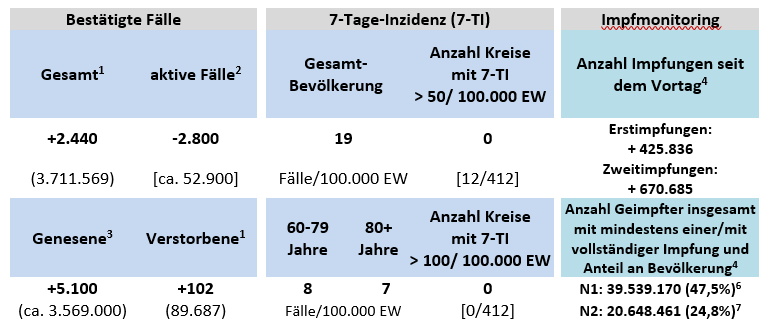 Bestätigte Fälle
7-Tage-Inzidenz (7-TI)
Impfmonitoring
Gesamt¹
aktive Fälle²
Gesamt-
Bevölkerung
Anzahl Kreise
mit 7-TI
> 50/ 100.000 EW
Anzahl Impfungen seit
dem Vortag⁴
+2.440
-2.800
19
0
(3.711.569)
[ca. 52.900]
Fälle/100.000 EW
[12/412]
Erstimpfungen:
+ 425.836
Zweitimpfungen:
+ 670.685
Genesene³
Verstorbene¹
60-79
Jahre
80+
Jahre
Anzahl Kreise
mit 7-TI
> 100/ 100.000 EW
Anzahl Geimpfter insgesamt
mit mindestens einer/mit
vollständiger Impfung und
Anteil an Bevölkerung⁴
+5.100
+102
8
7
0
(ca. 3.569.000)
(89.687)
Fälle/100.000 EW
[0/412]
N1: 39.539.170 (47,5%)⁶
N2: 20.648.461 (24,8%)⁷